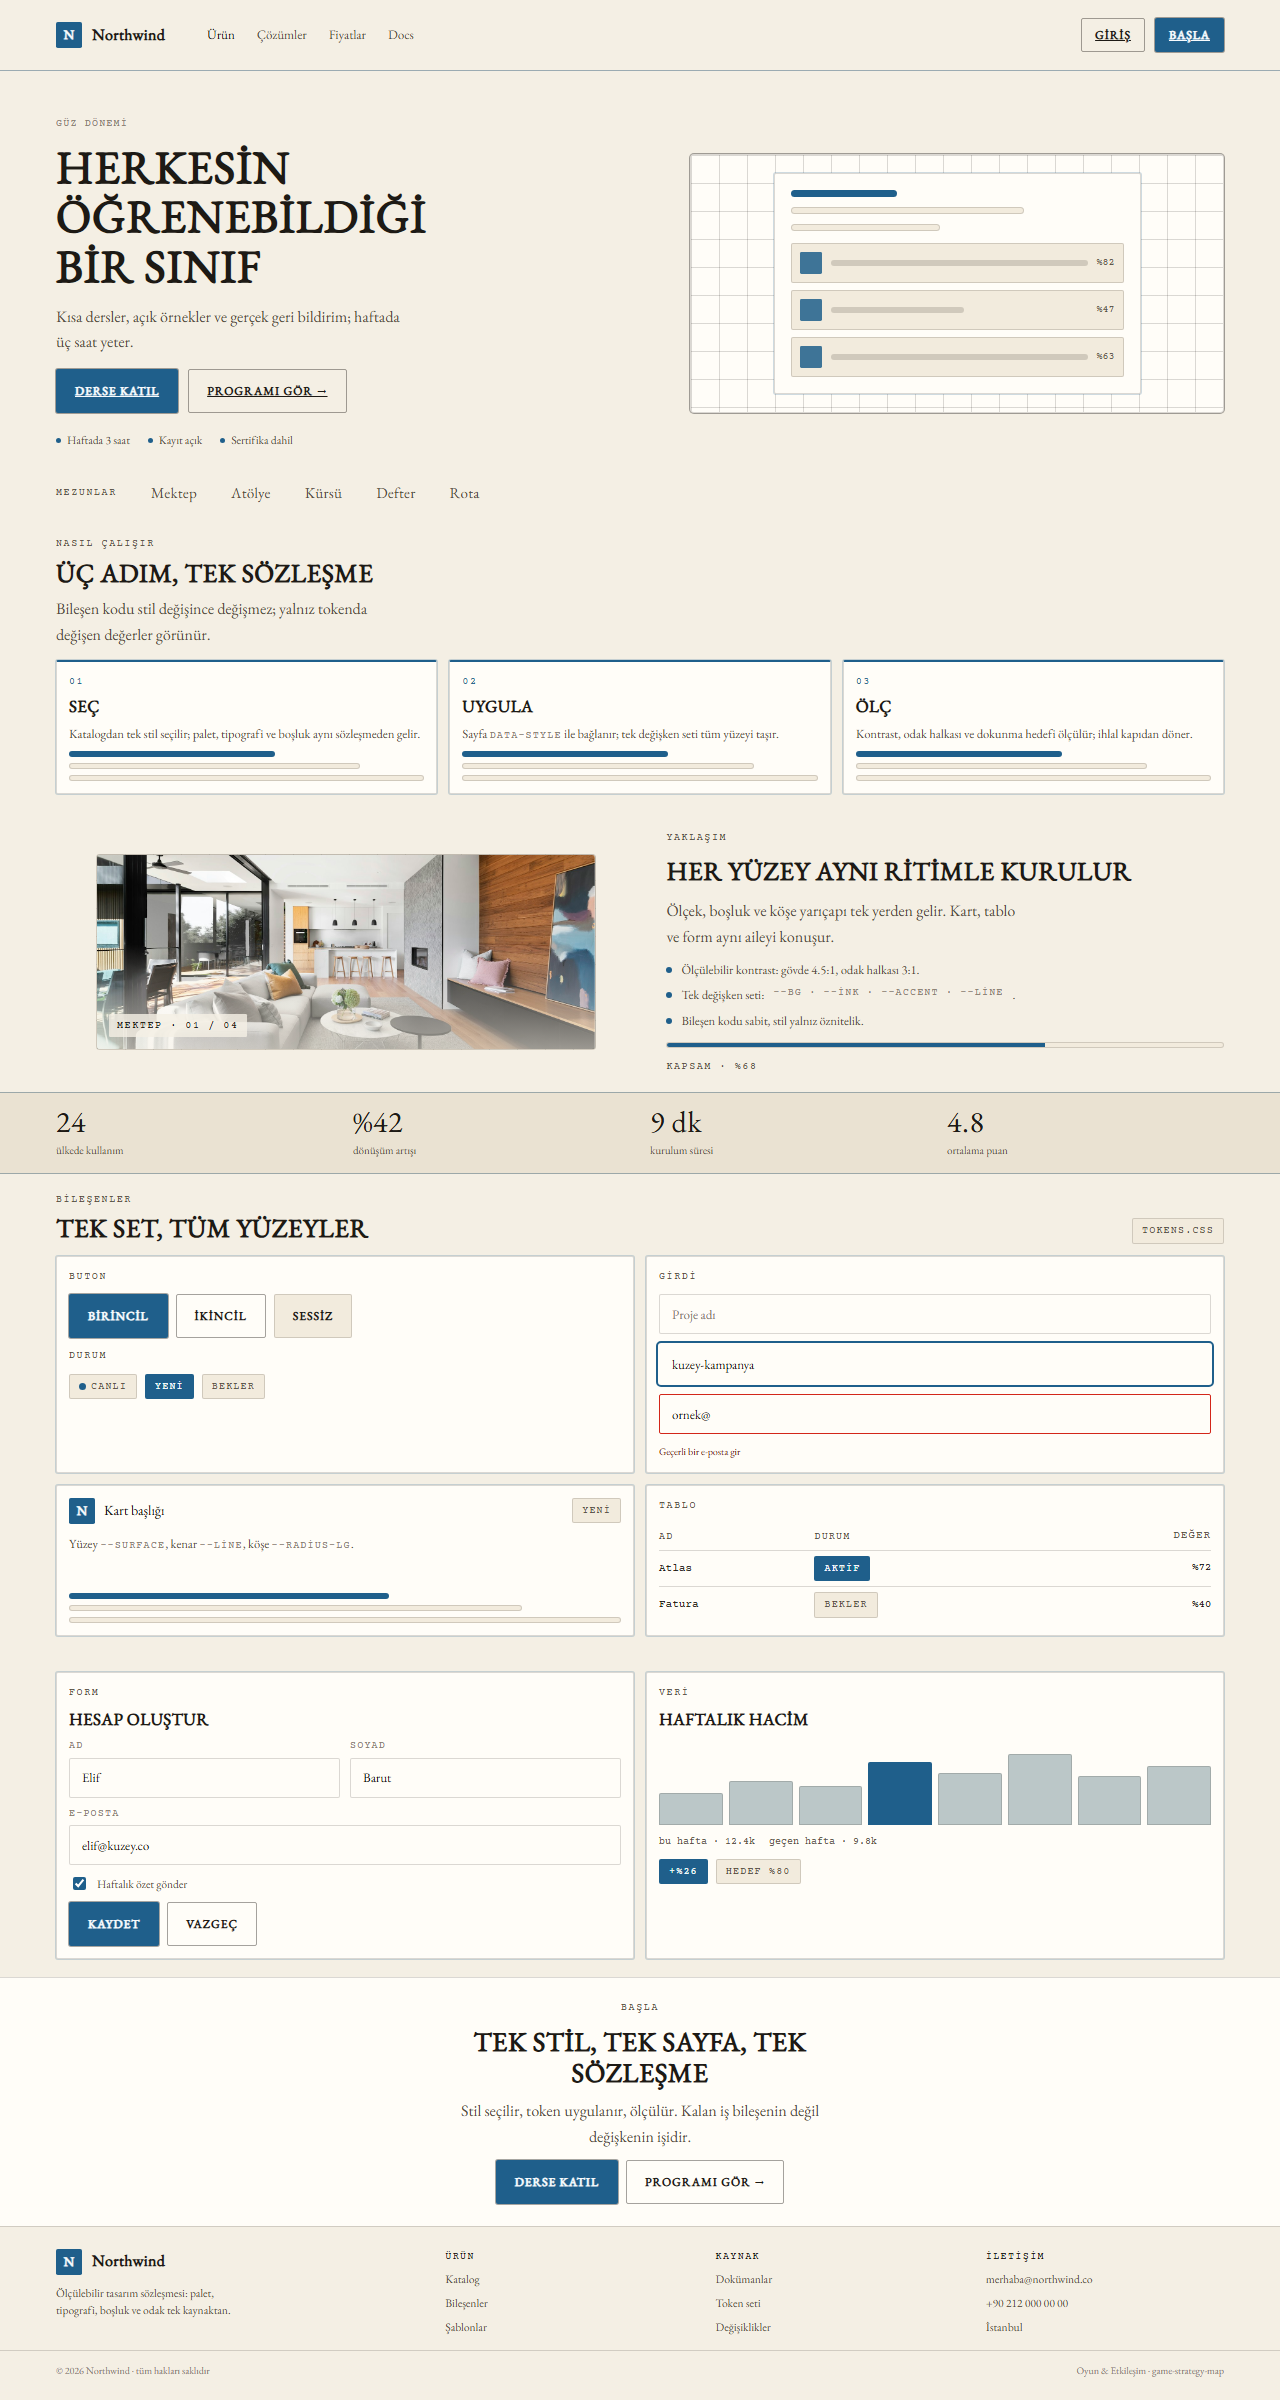 N Northwind Ürün Çözümler Fiyatlar Docs GİRİŞ BAŞLA
GÜZ DÖNEMİ
HERKESİN
ÖĞRENEBİLDİĞİ
BİR SINIF
Kısa dersler, açık örnekler ve gerçek geri bildirim; haftada
üç saat yeter.
DERSE KATIL PROGRAMI GÖR →
Haftada 3 saat Kayıt açık Sertifika dahil
%82
%47
%63
MEZUNLAR Mektep Atölye Kürsü Defter Rota
NASIL ÇALIŞIR
ÜÇ ADIM, TEK SÖZLEŞME
Bileşen kodu stil değişince değişmez; yalnız tokenda
değişen değerler görünür.
01
SEÇ
Katalogdan tek stil seçilir; palet, tipografi ve boşluk aynı sözleşmeden gelir.
02
UYGULA
Sayfa DATA-STYLE ile bağlanır; tek değişken seti tüm yüzeyi taşır.
03
ÖLÇ
Kontrast, odak halkası ve dokunma hedefi ölçülür; ihlal kapıdan döner.
MEKTEP · 01 / 04
YAKLAŞIM
HER YÜZEY AYNI RİTİMLE KURULUR
Ölçek, boşluk ve köşe yarıçapı tek yerden gelir. Kart, tablo
ve form aynı aileyi konuşur.
Ölçülebilir kontrast: gövde 4.5:1, odak halkası 3:1.
Tek değişken seti: --BG · --İNK · --ACCENT · --LİNE .
Bileşen kodu sabit, stil yalnız öznitelik.
KAPSAM · %68
24
ülkede kullanım
%42
dönüşüm artışı
9 dk
kurulum süresi
4.8
ortalama puan
BİLEŞENLER
TEK SET, TÜM YÜZEYLER
TOKENS.CSS
BUTON
BİRİNCİL İKİNCİL SESSİZ
DURUM
CANLI YENİ BEKLER
GİRDİ
Proje adı
kuzey-kampanya
ornek@
Geçerli bir e-posta gir
N Kart başlığı YENİ
Yüzey --SURFACE, kenar --LİNE, köşe --RADİUS-LG.
TABLO
AD DURUM DEĞER
Atlas AKTİF %72
Fatura BEKLER %40
FORM
HESAP OLUŞTUR
AD SOYAD
Elif Barut
E-POSTA
elif@kuzey.co
Haftalık özet gönder
KAYDET VAZGEÇ
VERİ
HAFTALIK HACİM
bu hafta · 12.4k geçen hafta · 9.8k
+%26 HEDEF %80
BAŞLA
TEK STİL, TEK SAYFA, TEK
SÖZLEŞME
Stil seçilir, token uygulanır, ölçülür. Kalan iş bileşenin değil
değişkenin işidir.
DERSE KATIL PROGRAMI GÖR →
N Northwind
Ölçülebilir tasarım sözleşmesi: palet,
tipografi, boşluk ve odak tek kaynaktan.
ÜRÜN
Katalog
Bileşenler
Şablonlar
KAYNAK
Dokümanlar
Token seti
Değişiklikler
İLETİŞİM
merhaba@northwind.co
+90 212 000 00 00
İstanbul
© 2026 Northwind · tüm hakları saklıdır
Oyun & Etkileşim · game-strategy-map